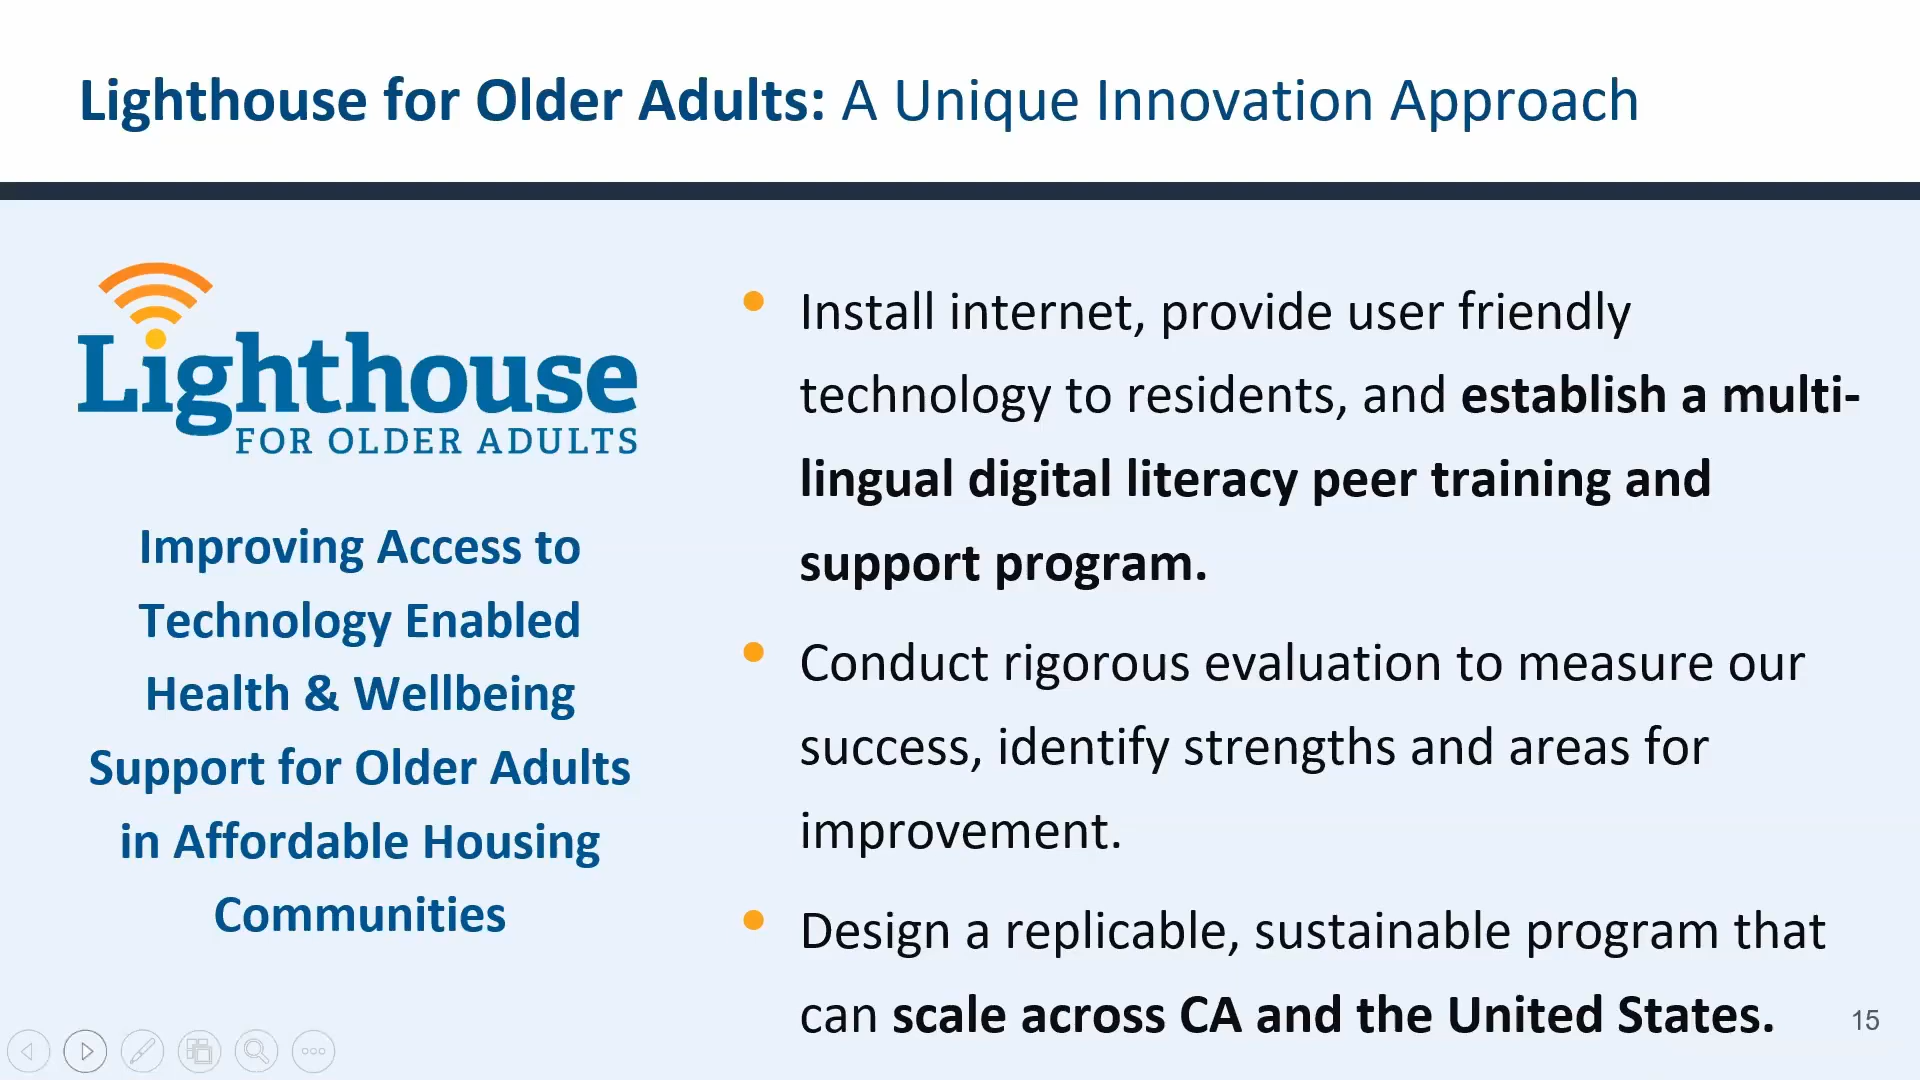 Lighthouse for Older Adults: A Unique Innovation Approach
Lighthouse
FOR OLDER ADULTS
Improving Access to
Technology Enabled
Health & Wellbeing
Support for Older Adults
in Affordable Housing
Communities
• Install internet, provide user friendly
technology to residents, and establish a multi-
lingual digital literacy peer training and
support program.
• Conduct rigorous evaluation to measure our
success, identify strengths and areas for
improvement.
• Design a replicable, sustainable program that
can scale across CA and the United States.
15